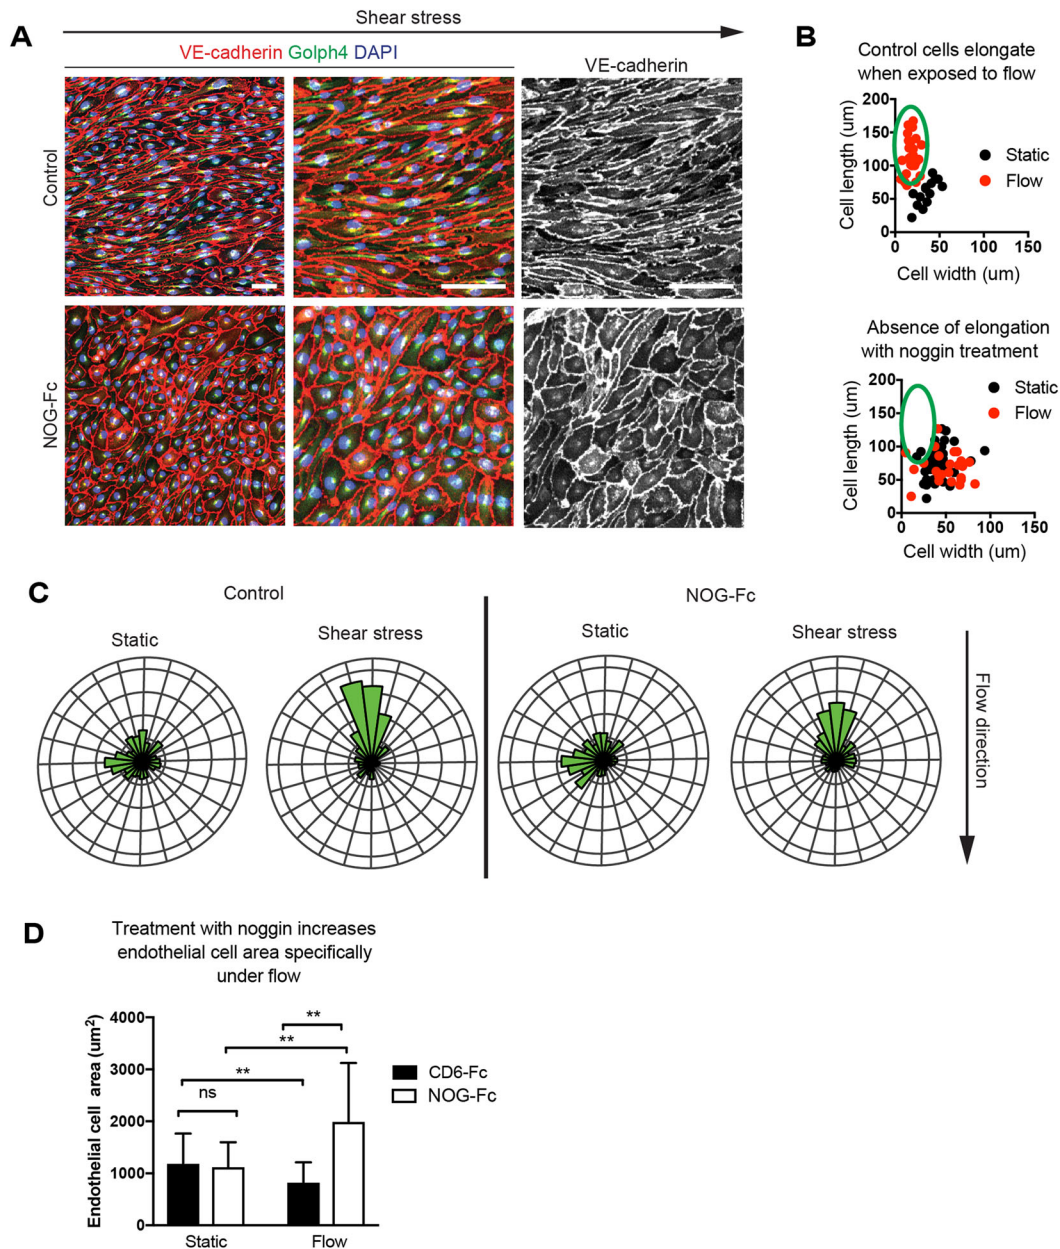 Shear stress
A
VE-cadherin Golph4 DAPI
VE-cadherin
Control
NOG-Fc
B
Control cells elongate
when exposed to flow
200
150
100
50
0
Cell length (um)
Static
Flow
0 50 100 150
Cell width (um)
Absence of elongation
with noggin treatment
200
150
100
50
0
Cell length (um)
Static
Flow
0 50 100 150
Cell width (um)
C
Control
NOG-Fc
Static
Shear stress
Static
Shear stress
Flow direction
D
Treatment with noggin increases
endothelial cell area specifically
under flow
Endothelial cell area (um²)
4000
3000
2000
1000
0
**
**
**
ns
CD6-Fc
NOG-Fc
Static
Flow